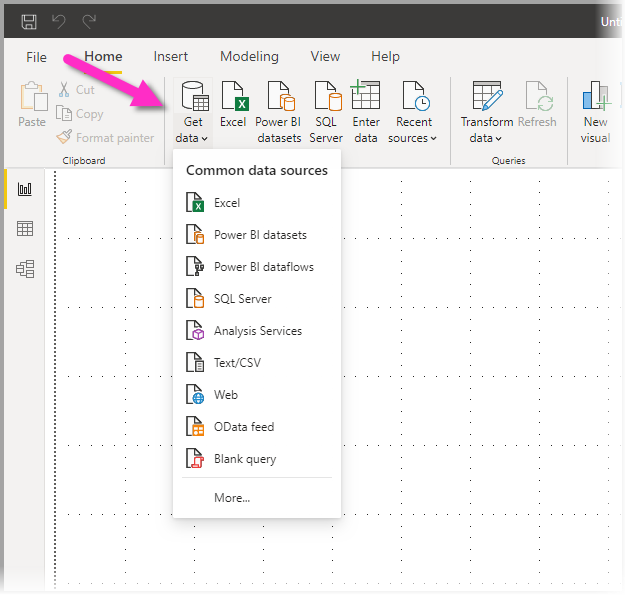 Unti
File Home Insert Modeling View Help
Paste
Cut
Copy
Format painter
Clipboard
Get data
Excel
Power BI datasets
SQL Server
Enter data
Recent sources
Transform data
Refresh
Queries
New visual
Common data sources
Excel
Power BI datasets
Power BI dataflows
SQL Server
Analysis Services
Text/CSV
Web
OData feed
Blank query
More...